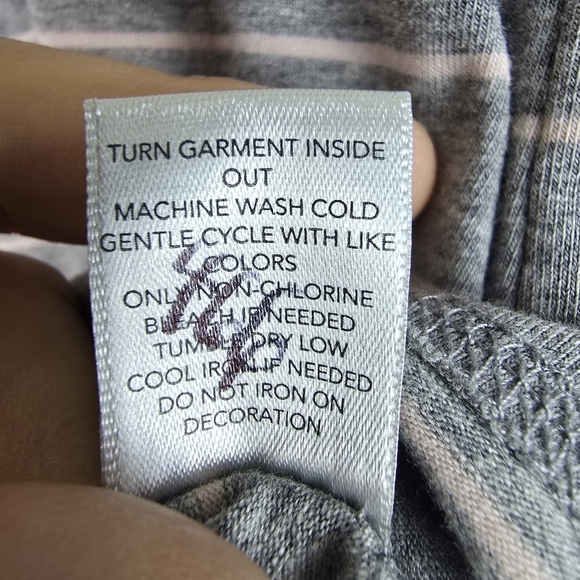 TURN GARMENT INSIDE
OUT
MACHINE WASH COLD
GENTLE CYCLE WITH LIKE
COLORS
ONLY NON-CHLORINE
BLEACH IF NEEDED
TUMBLE DRY LOW
COOL IRON IF NEEDED
DO NOT IRON ON
DECORATION